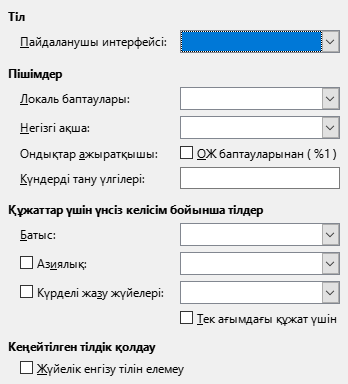 Тіл
Пайдаланушы интерфейсі:
Пішімдер
Локаль баптаулары:
Негізгі ақша:
Ондықтар ажыратқышы: ОЖ баптауларынан ( %1 )
Күндерді тану үлгілері:
Құжаттар үшін үнсіз келісім бойынша тілдер
Батыс:
Азиялық:
Күрделі жазу жүйелері:
Тек ағымдағы құжат үшін
Кеңейтілген тілдік қолдау
Жүйелік енгізу тілін елемеу